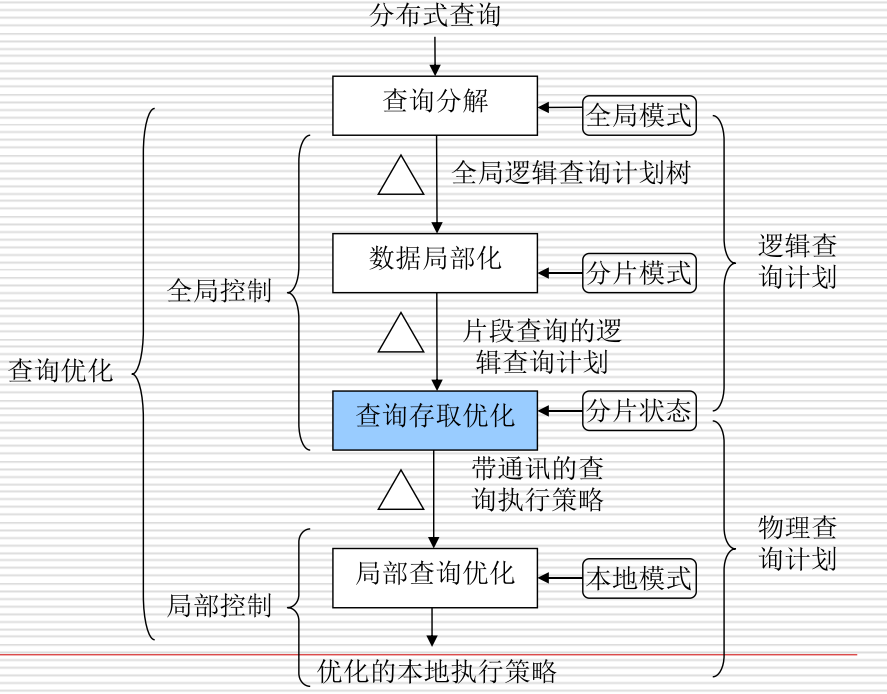 分布式查询
查询分解
全局模式
全局逻辑查询计划树
数据局部化
分片模式
逻辑查
询计划
全局控制
片段查询的逻
辑查询计划
查询优化
查询存取优化
分片状态
带通讯的查
询执行策略
物理查
询计划
局部查询优化
本地模式
局部控制
优化的本地执行策略